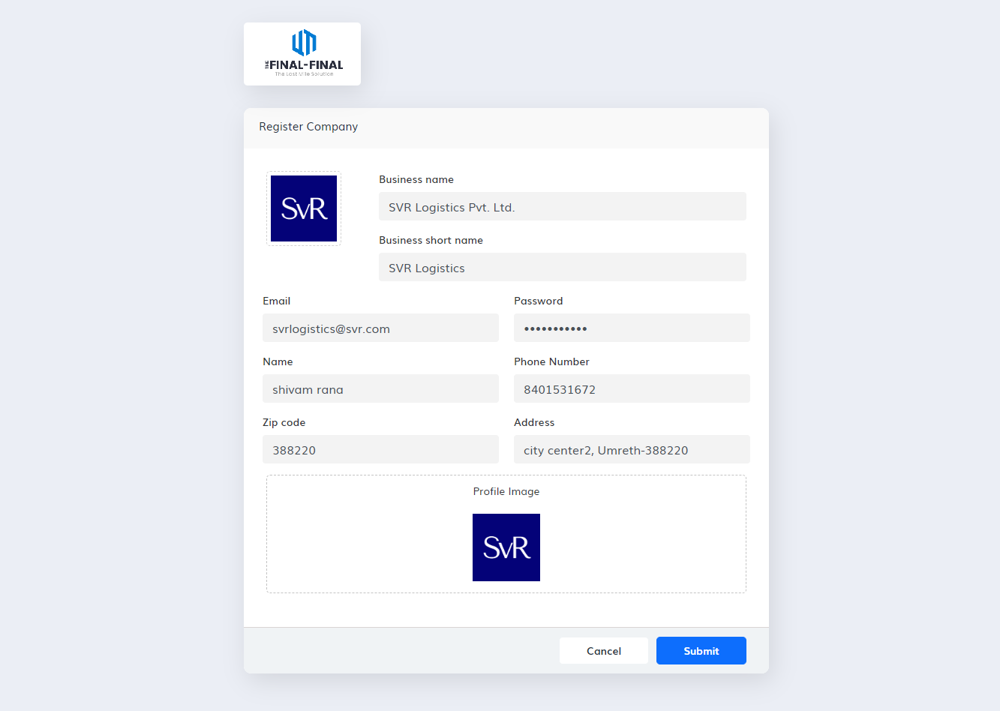 THE FINAL-FINAL
The Last Mile Solution
Register Company
SVR
Business name
SVR Logistics Pvt. Ltd.
Business short name
SVR Logistics
Email
Password
svrlogistics@svr.com
•••••••••••
Name
Phone Number
shivam rana
8401531672
Zip code
Address
388220
city center2, Umreth-388220
Profile Image
SVR
Cancel
Submit